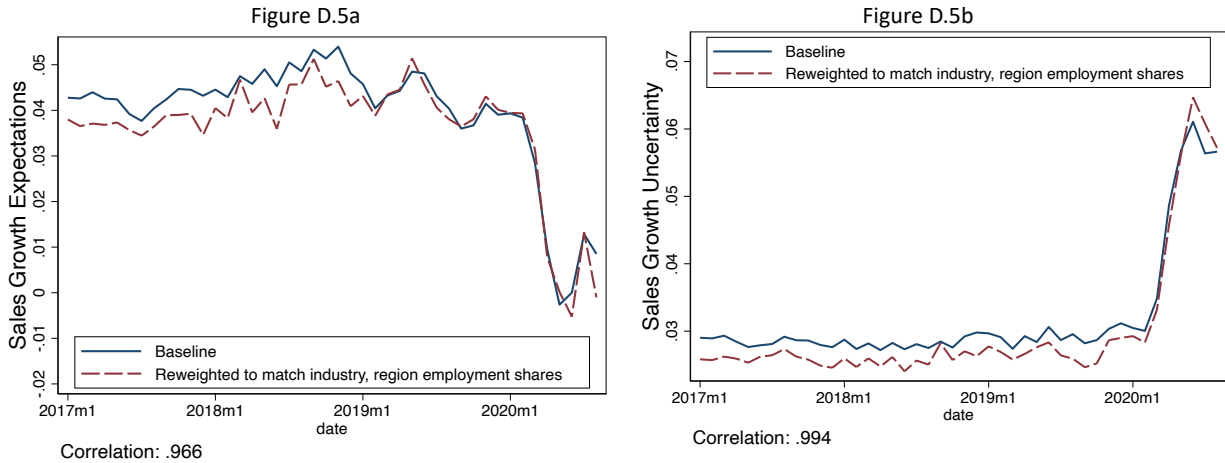 Figure D.5a
Sales Growth Expectations
.05
.04
.03
.02
.01
0
-.01
-.02
Baseline
Reweighted to match industry, region employment shares
2017m1 2018m1 2019m1 2020m1
date
Correlation: .966
Figure D.5b
Sales Growth Uncertainty
.07
.06
.05
.04
.03
Baseline
Reweighted to match industry, region employment shares
2017m1 2018m1 2019m1 2020m1
date
Correlation: .994